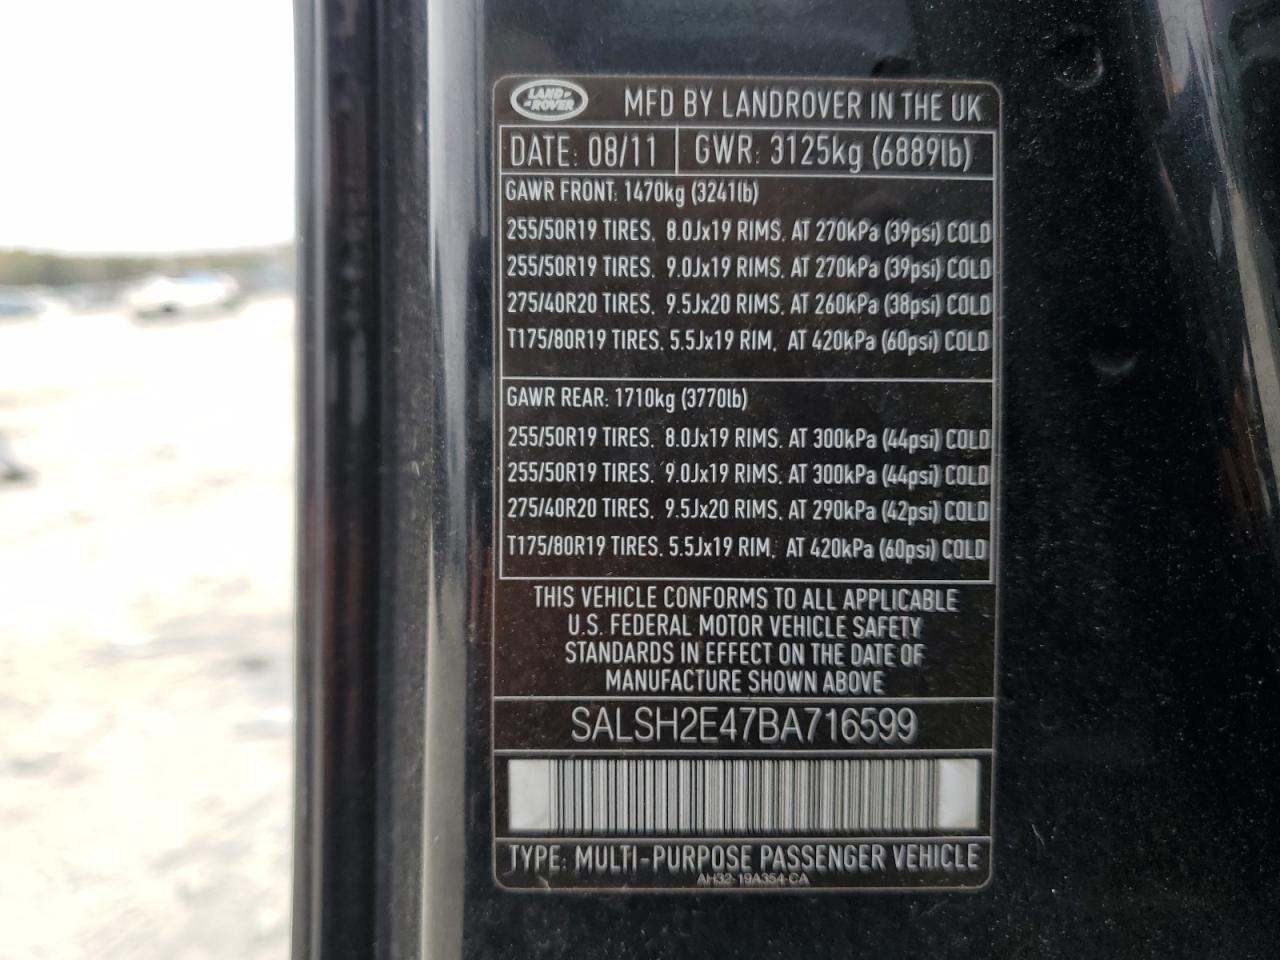 LAND-
-ROVER
MFD BY LANDROVER IN THE UK
DATE: 08/11 GWR: 3125kg (6889lb)
GAWR FRONT: 1470kg (3241lb)
255/50R19 TIRES, 8.0Jx19 RIMS, AT 270kPa (39psi) COLD
255/50R19 TIRES, 9.0Jx19 RIMS, AT 270kPa (39psi) COLD
275/40R20 TIRES, 9.5Jx20 RIMS, AT 260kPa (38psi) COLD
T175/80R19 TIRES, 5.5Jx19 RIM, AT 420kPa (60psi) COLD
GAWR REAR: 1710kg (3770lb)
255/50R19 TIRES, 8.0Jx19 RIMS, AT 300kPa (44psi) COLD
255/50R19 TIRES, 9.0Jx19 RIMS, AT 300kPa (44psi) COLD
275/40R20 TIRES, 9.5Jx20 RIMS, AT 290kPa (42psi) COLD
T175/80R19 TIRES, 5.5Jx19 RIM, AT 420kPa (60psi) COLD
THIS VEHICLE CONFORMS TO ALL APPLICABLE
U.S. FEDERAL MOTOR VEHICLE SAFETY
STANDARDS IN EFFECT ON THE DATE OF
MANUFACTURE SHOWN ABOVE
SALSH2E47BA716599
TYPE: MULTI-PURPOSE PASSENGER VEHICLE
AH32-19A354-CA